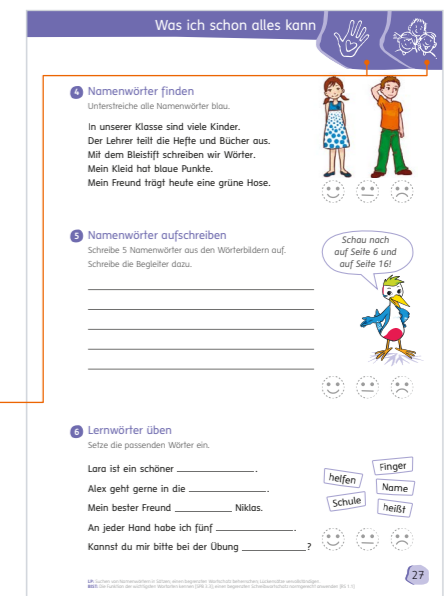 Was ich schon alles kann
4 Namenwörter finden
Unterstreiche alle Namenwörter blau.
In unserer Klasse sind viele Kinder.
Der Lehrer teilt die Hefte und Bücher aus.
Mit dem Bleistift schreiben wir Wörter.
Mein Kleid hat blaue Punkte.
Mein Freund trägt heute eine grüne Hose.
5 Namenwörter aufschreiben
Schreibe 5 Namenwörter aus den Wörterbildern auf.
Schreibe die Begleiter dazu.
Schau nach
auf Seite 6 und
auf Seite 16!
6 Lernwörter üben
Setze die passenden Wörter ein.
Lara ist ein schöner ___.
Alex geht gerne in die ___.
Mein bester Freund ___ Niklas.
An jeder Hand habe ich fünf ___.
Kannst du mir bitte bei der Übung ___?
helfen
Finger
Name
Schule
heißt
27